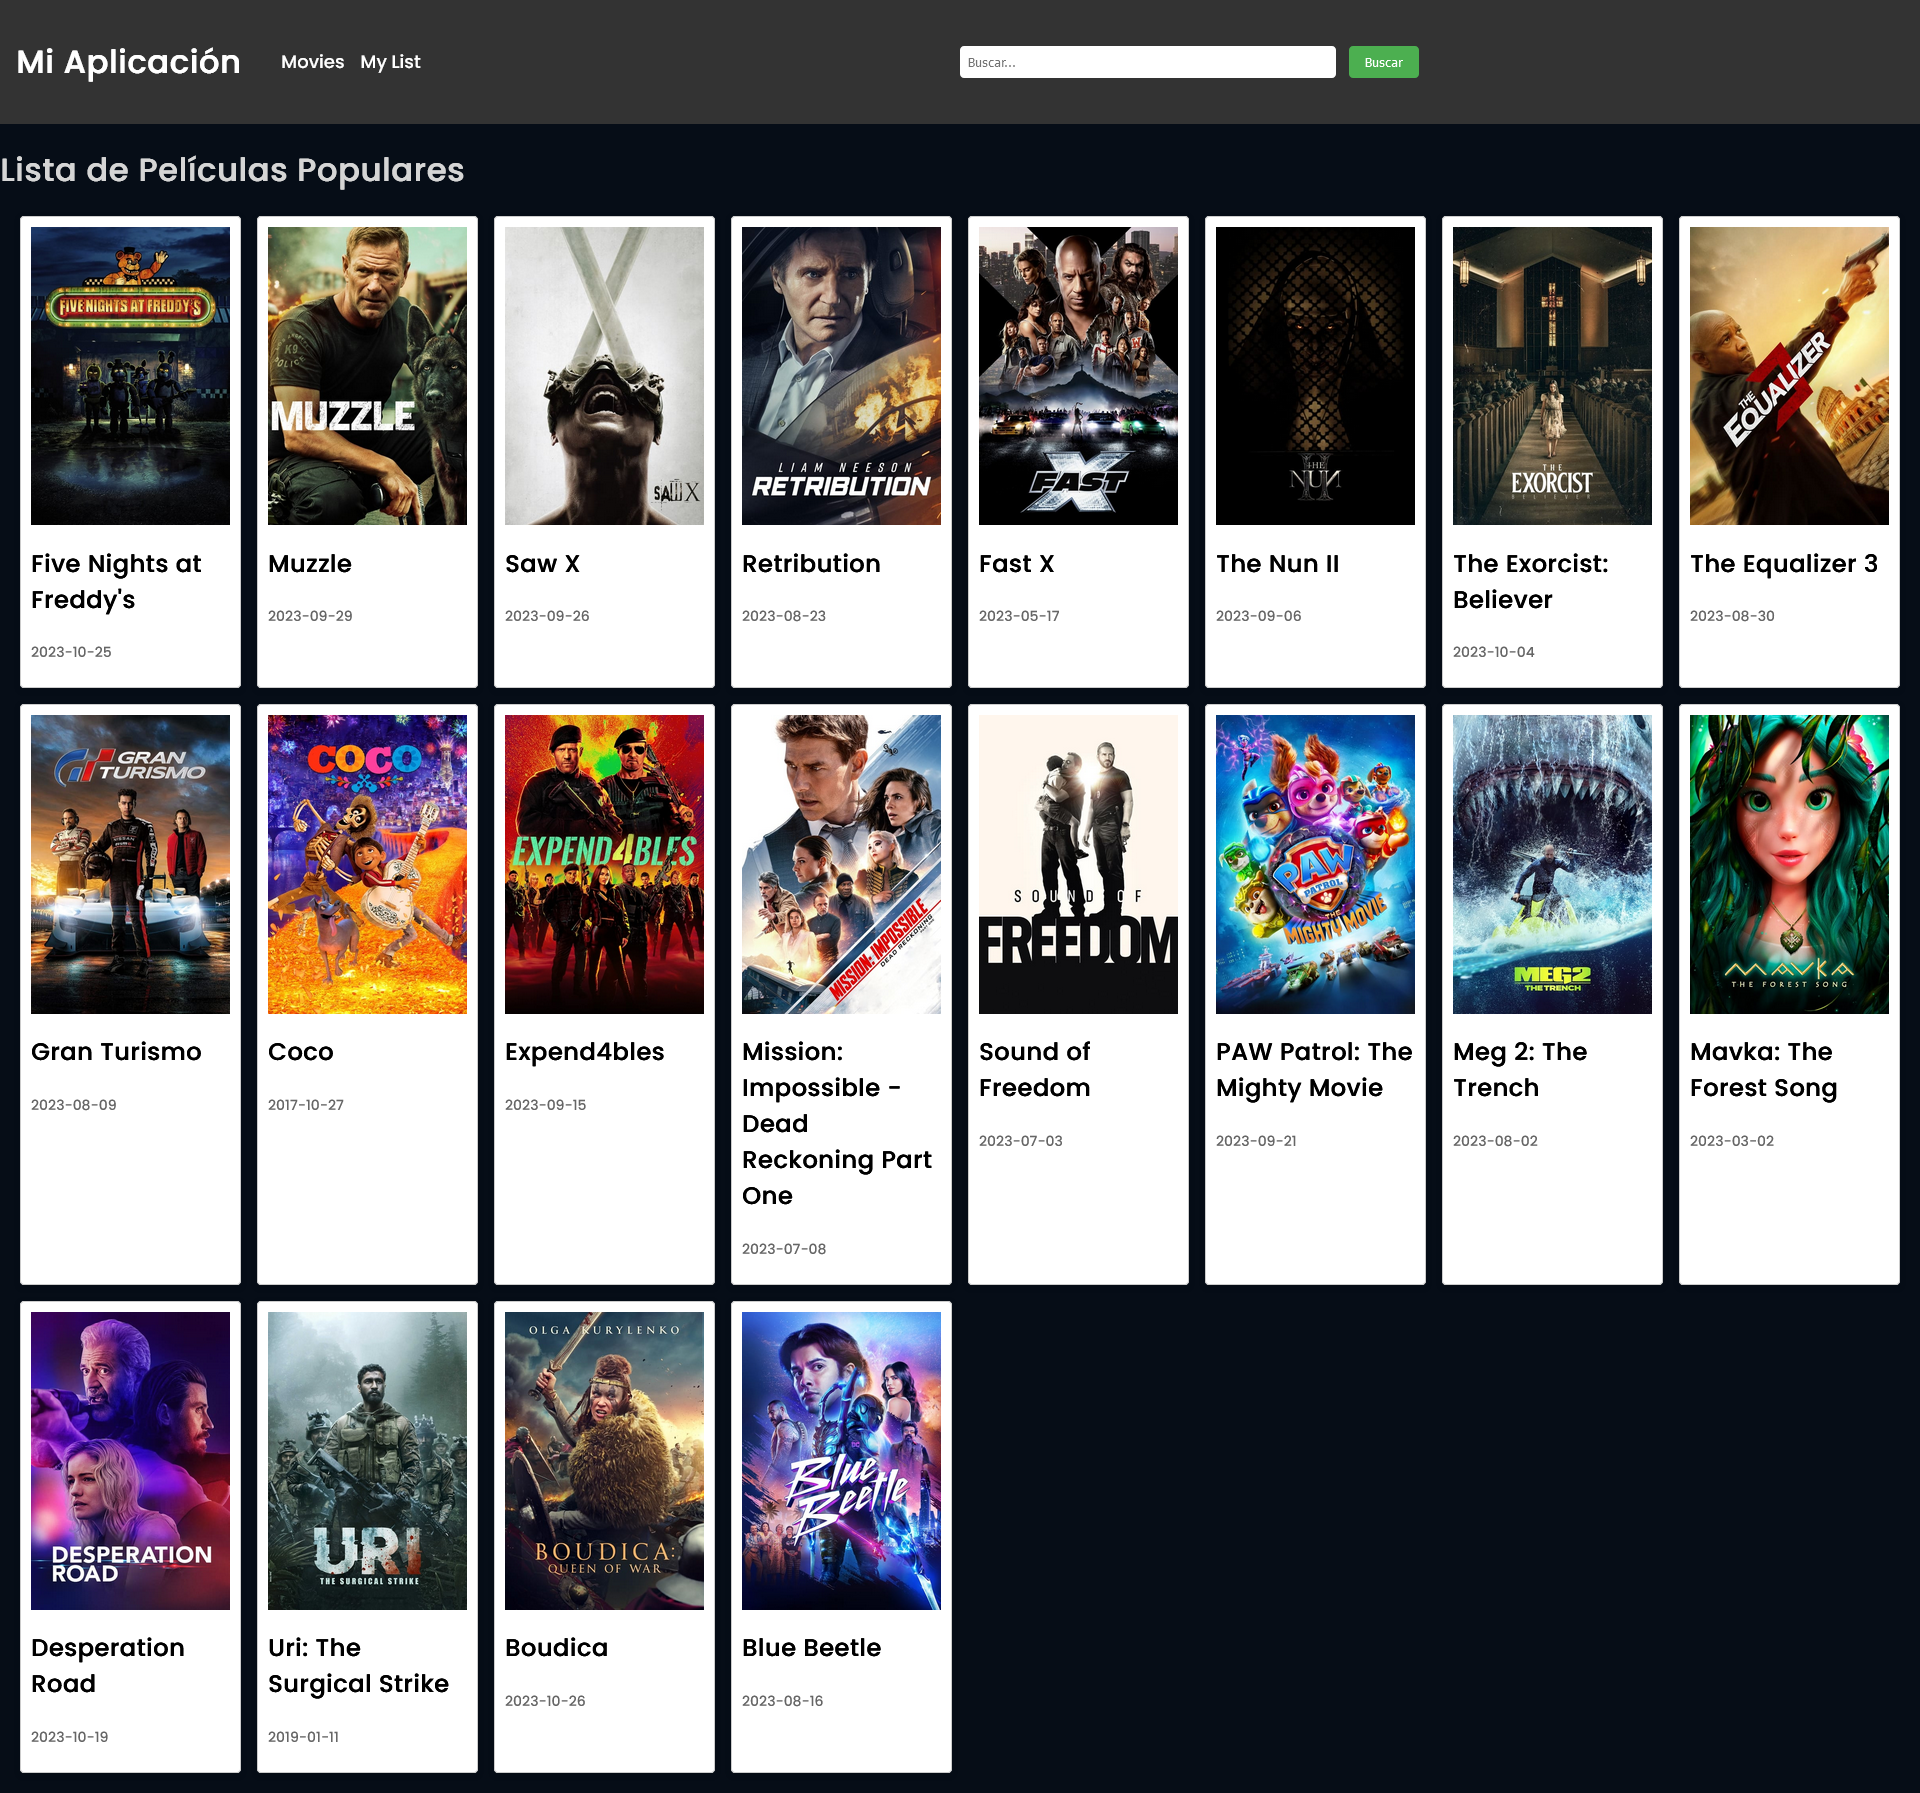 Mi Aplicación
Movies
My List
Buscar...
Buscar
Lista de Películas Populares
FIVE NIGHTS AT FREDDY'S
K9
POLICE
MUZZLE
SAW X
LIAM NEESON
RETRIBUTION
FAST X
THE
NUN
II
THE
EXORCIST
BELIEVER
THE
EQUALIZER
3
Five Nights at
Freddy's
2023-10-25
Muzzle
2023-09-29
Saw X
2023-09-26
Retribution
2023-08-23
Fast X
2023-05-17
The Nun II
2023-09-06
The Exorcist:
Believer
2023-10-04
The Equalizer 3
2023-08-30
GRAN
TURISMO
COCO
EXPEND4BLES
MISSION: IMPOSSIBLE
DEAD RECKONING
SOUND OF
FREEDOM
PAW
PATROL
THE
MIGHTY MOVIE
MEG2
THE TRENCH
MAVKA
THE FOREST SONG
Gran Turismo
2023-08-09
Coco
2017-10-27
Expend4bles
2023-09-15
Mission:
Impossible -
Dead
Reckoning Part
One
2023-07-08
Sound of
Freedom
2023-07-03
PAW Patrol: The
Mighty Movie
2023-09-21
Meg 2: The
Trench
2023-08-02
Mavka: The
Forest Song
2023-03-02
DESPERATION
ROAD
URI
THE SURGICAL STRIKE
OLGA KURYLENKO
BOUDICA:
QUEEN OF WAR
Blue
Beetle
Desperation
Road
2023-10-19
Uri: The
Surgical Strike
2019-01-11
Boudica
2023-10-26
Blue Beetle
2023-08-16